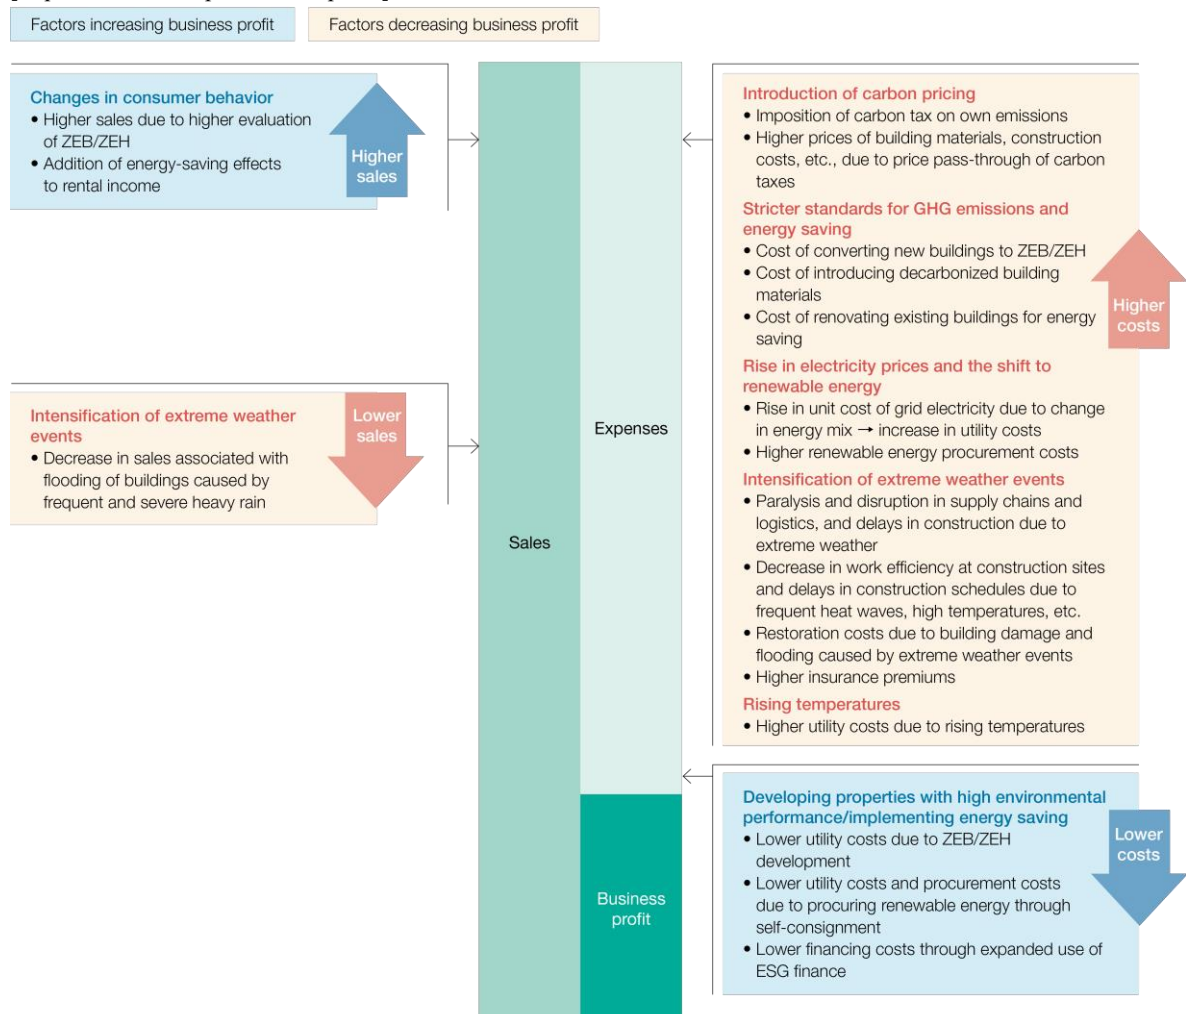 Factors increasing business profit
Factors decreasing business profit
Changes in consumer behavior
• Higher sales due to higher evaluation
of ZEB/ZEH
• Addition of energy-saving effects
to rental income
Higher
sales
Intensification of extreme weather
events
• Decrease in sales associated with
flooding of buildings caused by
frequent and severe heavy rain
Lower
sales
Sales
Expenses
Business
profit
Introduction of carbon pricing
• Imposition of carbon tax on own emissions
• Higher prices of building materials, construction
costs, etc., due to price pass-through of carbon
taxes
Stricter standards for GHG emissions and
energy saving
• Cost of converting new buildings to ZEB/ZEH
• Cost of introducing decarbonized building
materials
• Cost of renovating existing buildings for energy
saving
Rise in electricity prices and the shift to
renewable energy
• Rise in unit cost of grid electricity due to change
in energy mix → increase in utility costs
• Higher renewable energy procurement costs
Intensification of extreme weather events
• Paralysis and disruption in supply chains and
logistics, and delays in construction due to
extreme weather
• Decrease in work efficiency at construction sites
and delays in construction schedules due to
frequent heat waves, high temperatures, etc.
• Restoration costs due to building damage and
flooding caused by extreme weather events
• Higher insurance premiums
Rising temperatures
• Higher utility costs due to rising temperatures
Higher
costs
Developing properties with high environmental
performance/implementing energy saving
• Lower utility costs due to ZEB/ZEH
development
• Lower utility costs and procurement costs
due to procuring renewable energy through
self-consignment
• Lower financing costs through expanded use of
ESG finance
Lower
costs